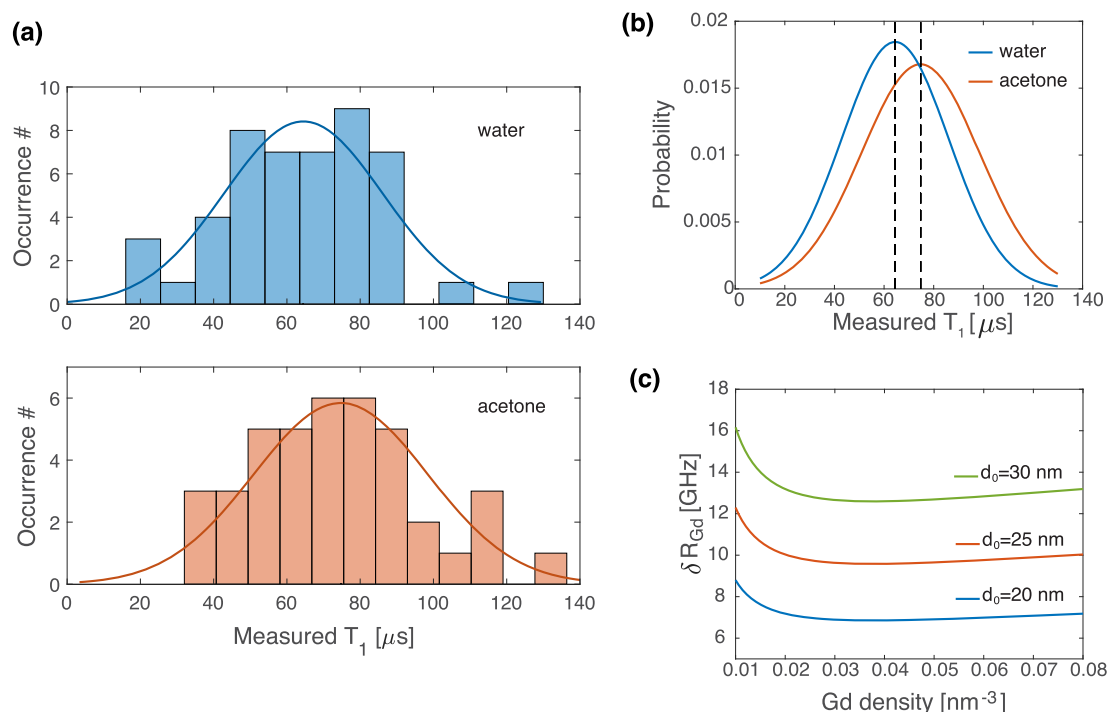 (a)
10
8
6
4
2
0
Occurrence #
water
0 20 40 60 80 100 120 140
6
4
2
0
Occurrence #
acetone
0 20 40 60 80 100 120 140
Measured T1 [μs]
(b)
0.02
0.015
0.01
0.005
0
Probability
water
acetone
0 20 40 60 80 100 120 140
Measured T1 [μs]
(c)
18
16
14
12
10
8
6
δ RGd [GHz]
d0=30 nm
d0=25 nm
d0=20 nm
0.01 0.02 0.03 0.04 0.05 0.06 0.07 0.08
Gd density [nm-3]